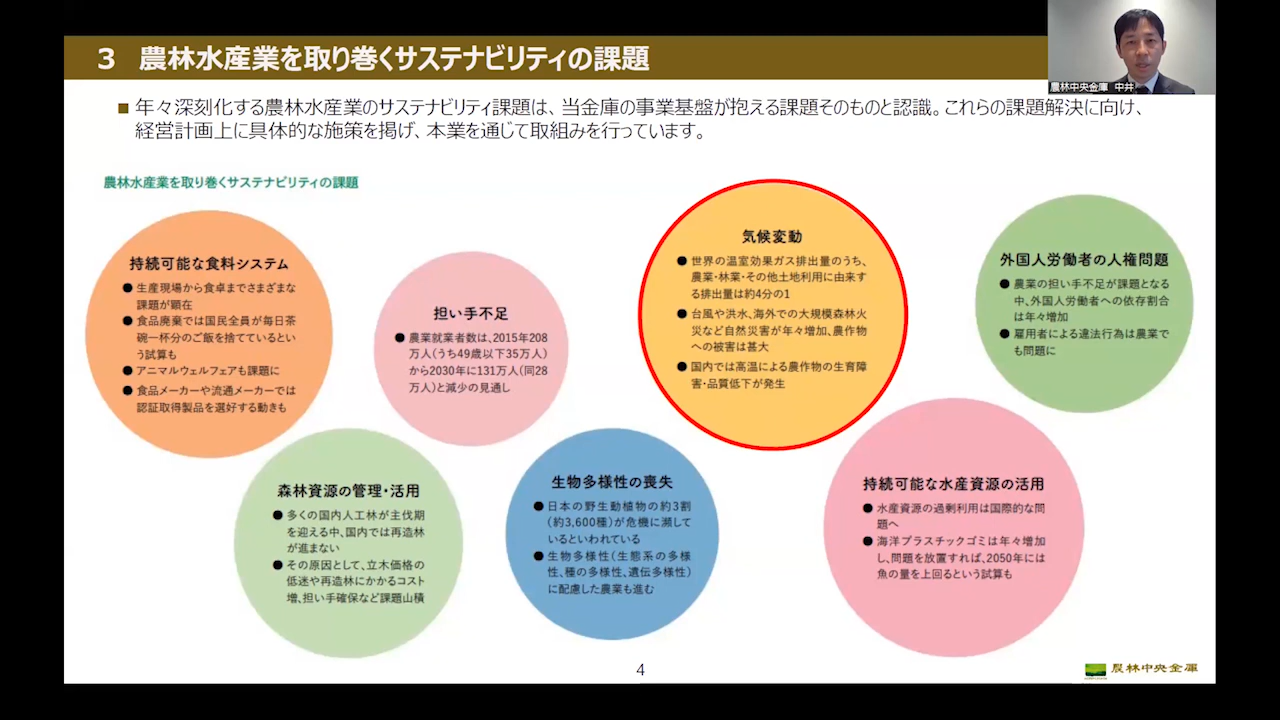 3 農林水産業を取り巻くサステナビリティの課題
農林中央金庫 中井
■ 年々深刻化する農林水産業のサステナビリティ課題は、当金庫の事業基盤が抱える課題そのものと認識。これらの課題解決に向け、
経営計画上に具体的な施策を掲げ、本業を通じて取組みを行っています。
農林水産業を取り巻くサステナビリティの課題
持続可能な食料システム
● 生産現場から食卓までさまざまな
課題が顕在
● 食品廃棄では国民全員が毎日茶
碗一杯分のご飯を捨てているとい
う試算も
● アニマルウェルフェアも課題に
● 食品メーカーや流通メーカーでは
認証取得製品を選好する動きも
担い手不足
● 農業就業者数は、2015年208
万人(うち49歳以下35万人)
から2030年に131万人(同28
万人)と減少の見通し
気候変動
● 世界の温室効果ガス排出量のうち、
農業・林業・その他土地利用に由来す
る排出量は約4分の1
● 台風や洪水、海外での大規模森林火
災など自然災害が年々増加、農作物
への被害は甚大
● 国内では高温による農作物の生育障
害・品質低下が発生
外国人労働者の人権問題
● 農業の担い手不足が課題となる
中、外国人労働者への依存割合
は年々増加
● 雇用者による違法行為は農業で
も問題に
森林資源の管理・活用
● 多くの国内人工林が主伐期
を迎える中、国内では再造林
が進まない
● その原因として、立木価格の
低迷や再造林にかかるコスト
増、担い手確保など課題山積
生物多様性の喪失
● 日本の野生動植物の約3割
(約3,600種)が危機に瀕して
いるといわれている
● 生物多様性(生態系の多様
性、種の多様性、遺伝多様性)
に配慮した農業も進む
持続可能な水産資源の活用
● 水産資源の過剰利用は国際的な問
題へ
● 海洋プラスチックゴミは年々増加
し、問題を放置すれば、2050年には
魚の量を上回るという試算も
4
農林中央金庫